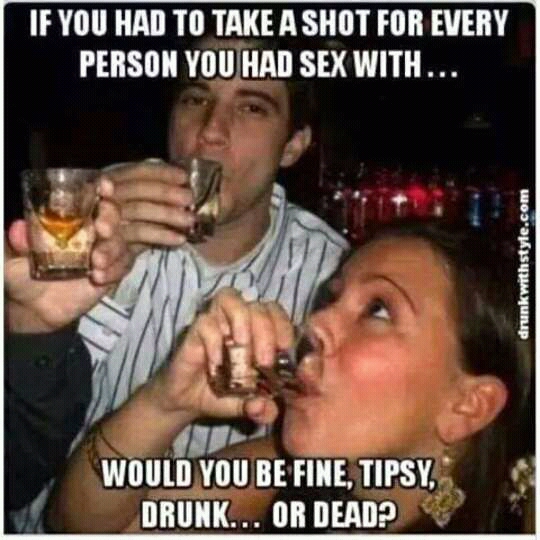 IF YOU HAD TO TAKE A SHOT FOR EVERY
PERSON YOU HAD SEX WITH...
drunkwithstyle.com
WOULD YOU BE FINE, TIPSY,
DRUNK... OR DEAD?